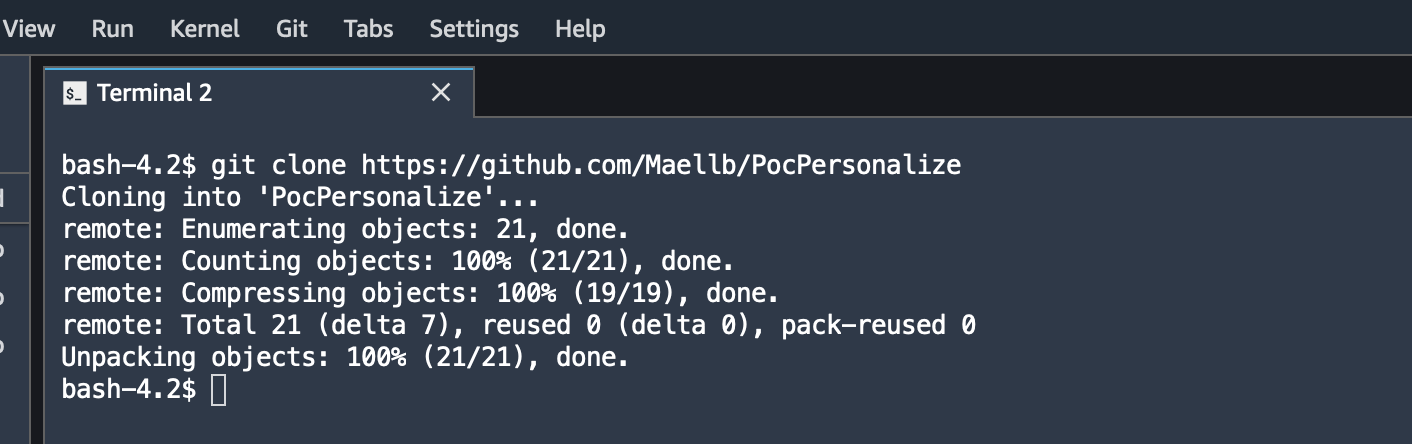 View Run Kernel Git Tabs Settings Help
$_ Terminal 2
bash-4.2$ git clone https://github.com/Maellb/PocPersonalize
Cloning into 'PocPersonalize'...
remote: Enumerating objects: 21, done.
remote: Counting objects: 100% (21/21), done.
remote: Compressing objects: 100% (19/19), done.
remote: Total 21 (delta 7), reused 0 (delta 0), pack-reused 0
Unpacking objects: 100% (21/21), done.
bash-4.2$